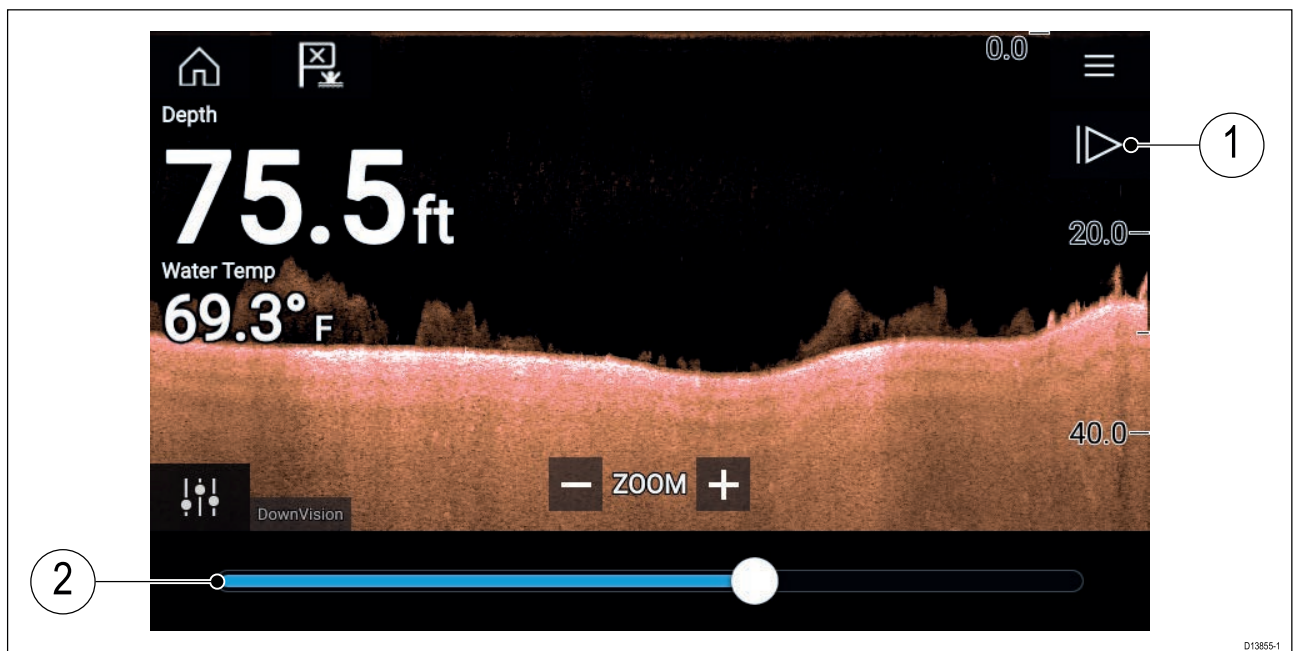 0.0
Depth
1
75.5ft
20.0
Water Temp
69.3° F
40.0
ZOOM
DownVision
2
D13855-1